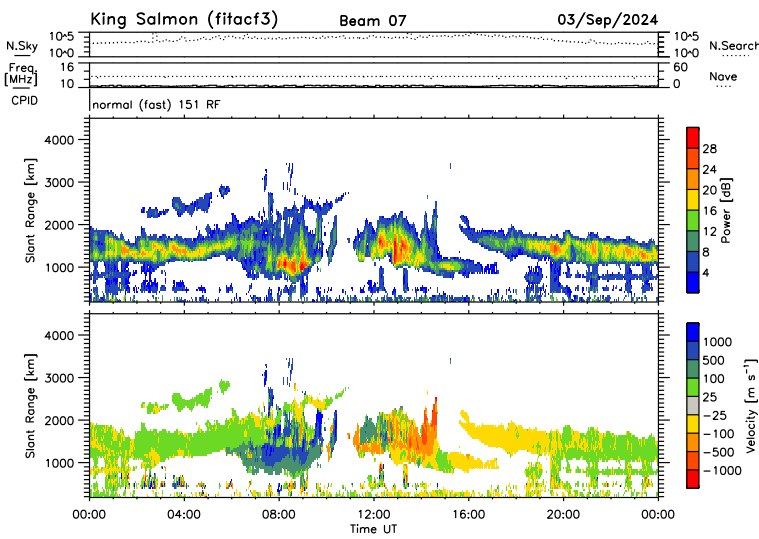 King Salmon (fitacf3) Beam 07 03/Sep/2024
N.Sky 10^5 10^0 10^5 10^0 N.Search
Freq. [MHz] 16 10 60 0 Nave
CPID normal (fast) 151 RF
Slant Range [km] 4000 3000 2000 1000
Power [dB] 28 24 20 16 12 8 4
Slant Range [km] 4000 3000 2000 1000
Velocity [m s⁻¹] 1000 500 100 25 −25 −100 −500 −1000
00:00 04:00 08:00 12:00 16:00 20:00 00:00
Time UT